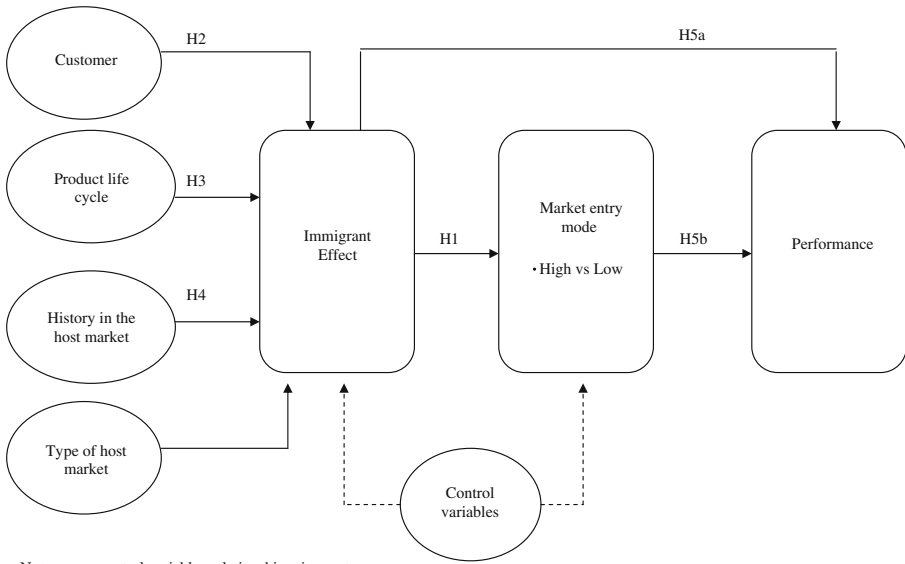 Customer
H2
H5a
Product life
cycle
H3
Immigrant
Effect
H1
Market entry
mode
• High vs Low
H5b
Performance
History in the
host market
H4
Type of host
market
Control
variables